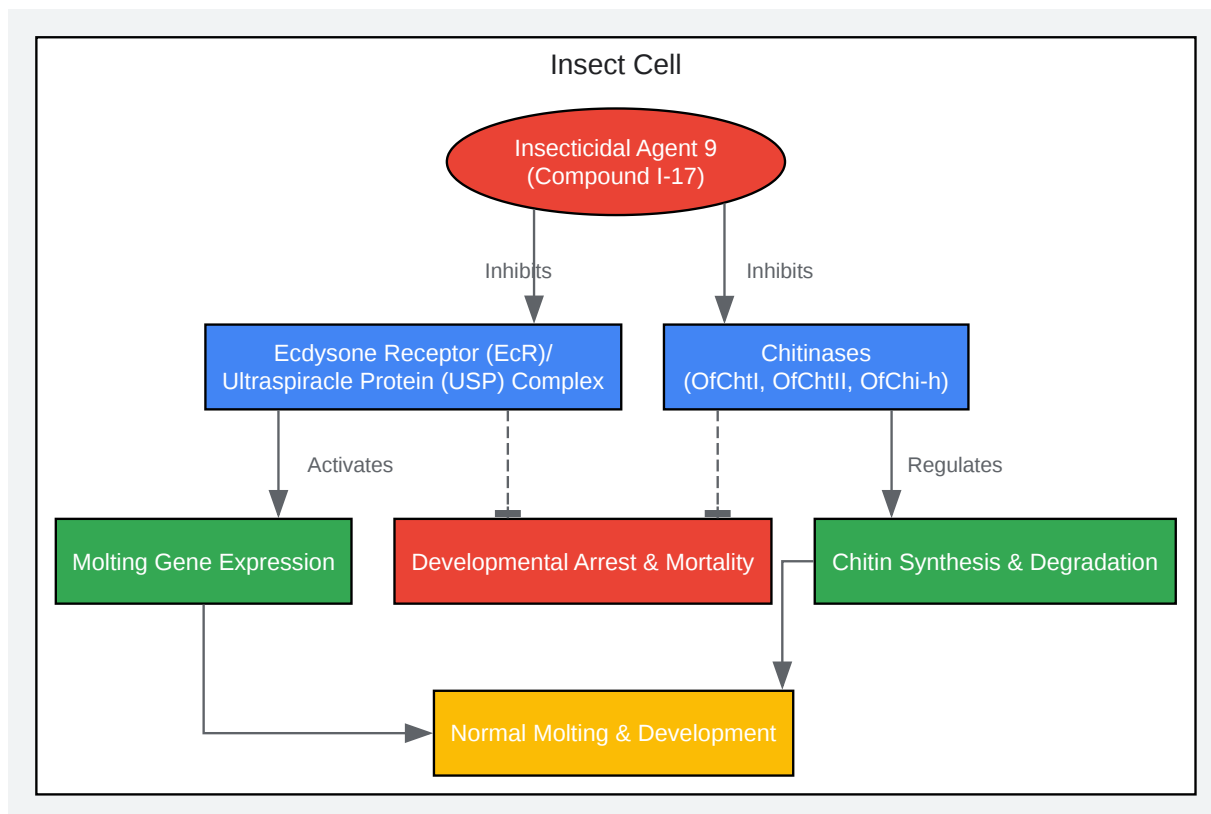 Insect Cell
Insecticidal Agent 9
(Compound I-17)
Inhibits
Inhibits
Ecdysone Receptor (EcR)/
Ultraspiracle Protein (USP) Complex
Chitinases
(OfChtI, OfChtII, OfChi-h)
Activates
Regulates
Molting Gene Expression
Developmental Arrest & Mortality
Chitin Synthesis & Degradation
Normal Molting & Development